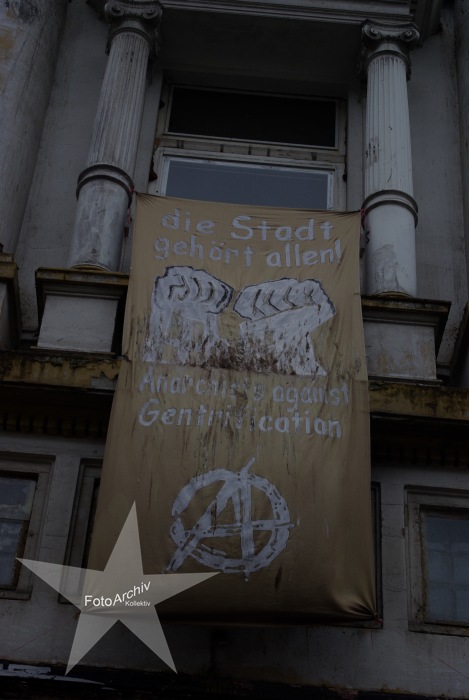 die Stadt
gehört allen!
Anarchists against
Gentrification
FotoArchiv
Kollektiv